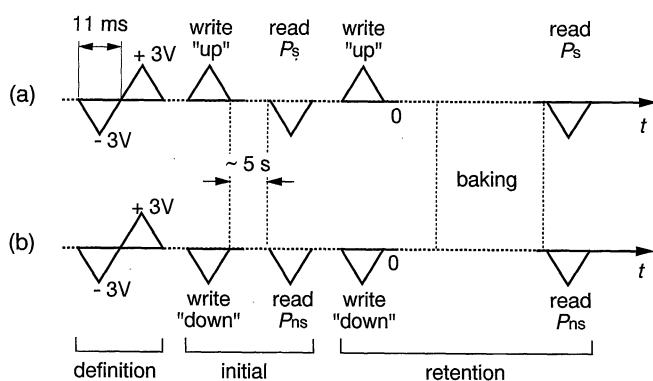 11 ms
write "up"
read Ps
write "up"
read Ps
+ 3V
(a)
- 3V
0
t
~ 5 s
baking
+ 3V
(b)
- 3V
0
t
write "down"
read Pns
write "down"
read Pns
definition
initial
retention